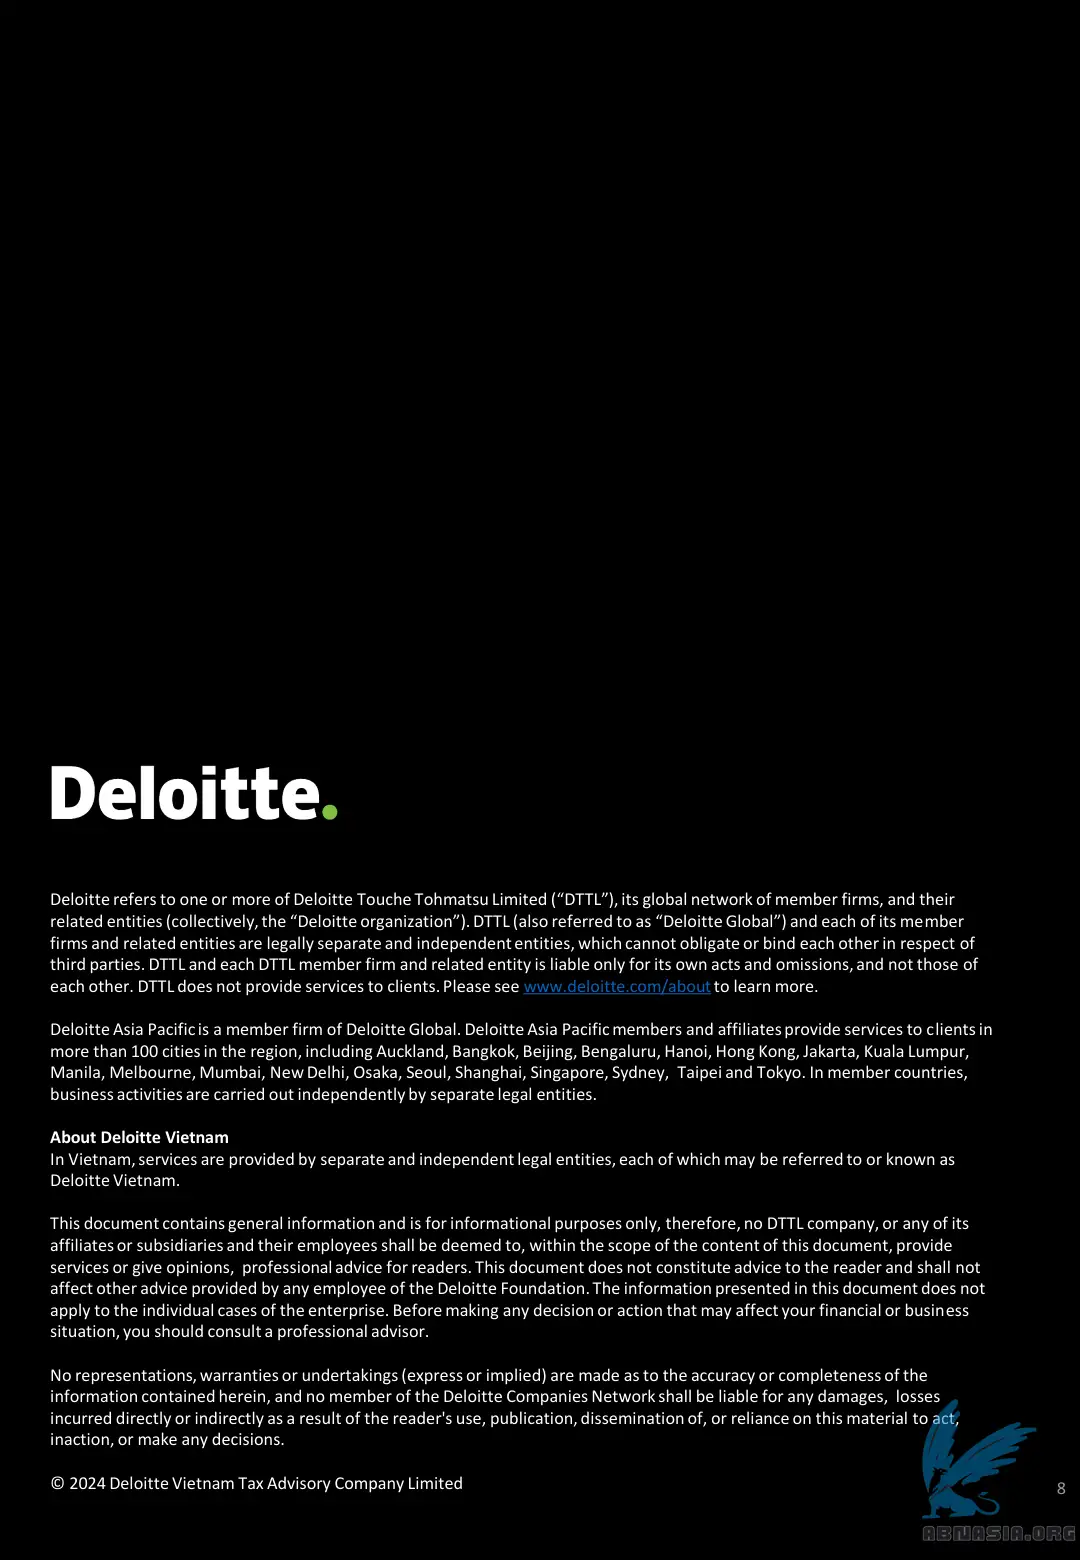 Deloitte.
Deloitte refers to one or more of Deloitte Touche Tohmatsu Limited (“DTTL”), its global network of member firms, and their
related entities (collectively, the “Deloitte organization”). DTTL (also referred to as “Deloitte Global”) and each of its member
firms and related entities are legally separate and independent entities, which cannot obligate or bind each other in respect of
third parties. DTTL and each DTTL member firm and related entity is liable only for its own acts and omissions, and not those of
each other. DTTL does not provide services to clients. Please see www.deloitte.com/about to learn more.
Deloitte Asia Pacific is a member firm of Deloitte Global. Deloitte Asia Pacific members and affiliates provide services to clients in
more than 100 cities in the region, including Auckland, Bangkok, Beijing, Bengaluru, Hanoi, Hong Kong, Jakarta, Kuala Lumpur,
Manila, Melbourne, Mumbai, New Delhi, Osaka, Seoul, Shanghai, Singapore, Sydney, Taipei and Tokyo. In member countries,
business activities are carried out independently by separate legal entities.
About Deloitte Vietnam
In Vietnam, services are provided by separate and independent legal entities, each of which may be referred to or known as
Deloitte Vietnam.
This document contains general information and is for informational purposes only, therefore, no DTTL company, or any of its
affiliates or subsidiaries and their employees shall be deemed to, within the scope of the content of this document, provide
services or give opinions, professional advice for readers. This document does not constitute advice to the reader and shall not
affect other advice provided by any employee of the Deloitte Foundation. The information presented in this document does not
apply to the individual cases of the enterprise. Before making any decision or action that may affect your financial or business
situation, you should consult a professional advisor.
No representations, warranties or undertakings (express or implied) are made as to the accuracy or completeness of the
information contained herein, and no member of the Deloitte Companies Network shall be liable for any damages, losses
incurred directly or indirectly as a result of the reader's use, publication, dissemination of, or reliance on this material to act,
inaction, or make any decisions.
© 2024 Deloitte Vietnam Tax Advisory Company Limited
8
ABNASIA.ORG